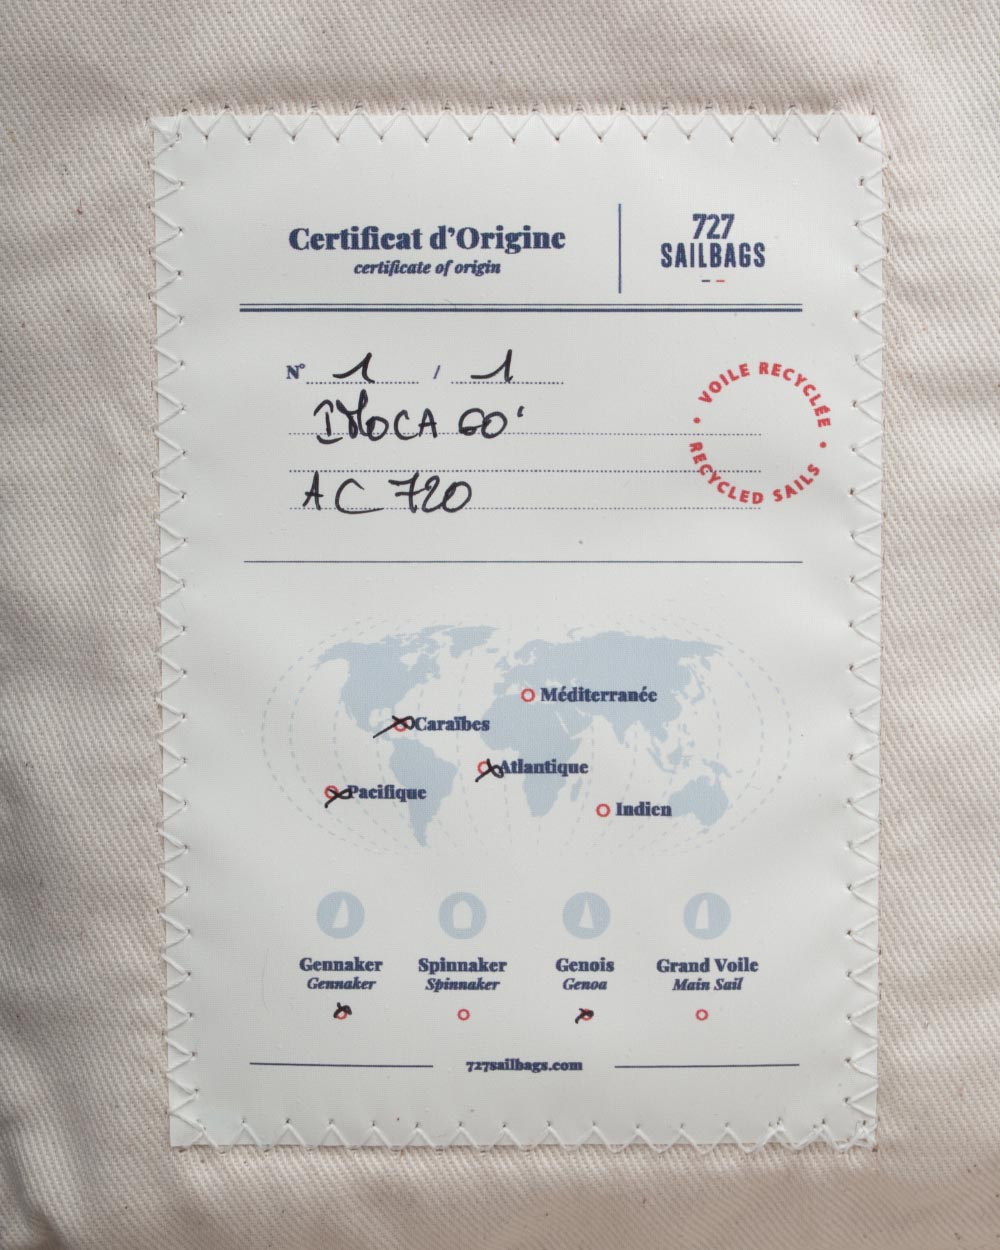 Certificat d'Origine
certificate of origin
727
SAILBAGS
N° 1 / 1
IMOCA 60'
AC 720
VOILE RECYCLÉE
RECYCLED SAILS
Méditerranée
Caraïbes
Atlantique
Pacifique
Indien
Gennaker Spinnaker Genois Grand Voile
Gennaker Spinnaker Genoa Main Sail
727sailbags.com